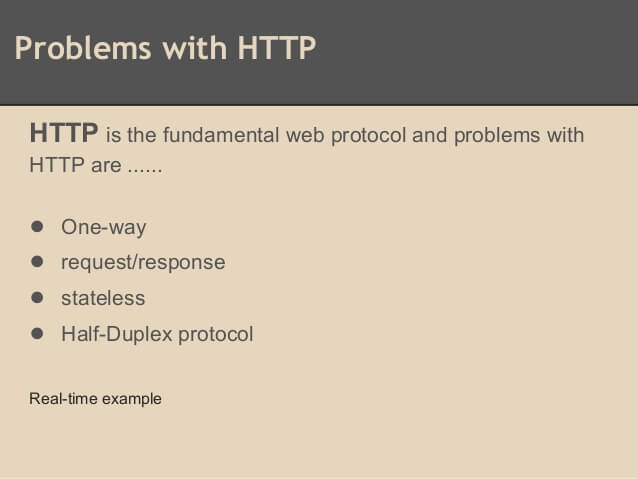 Problems with HTTP
HTTP is the fundamental web protocol and problems with
HTTP are ......
● One-way
● request/response
● stateless
● Half-Duplex protocol
Real-time example